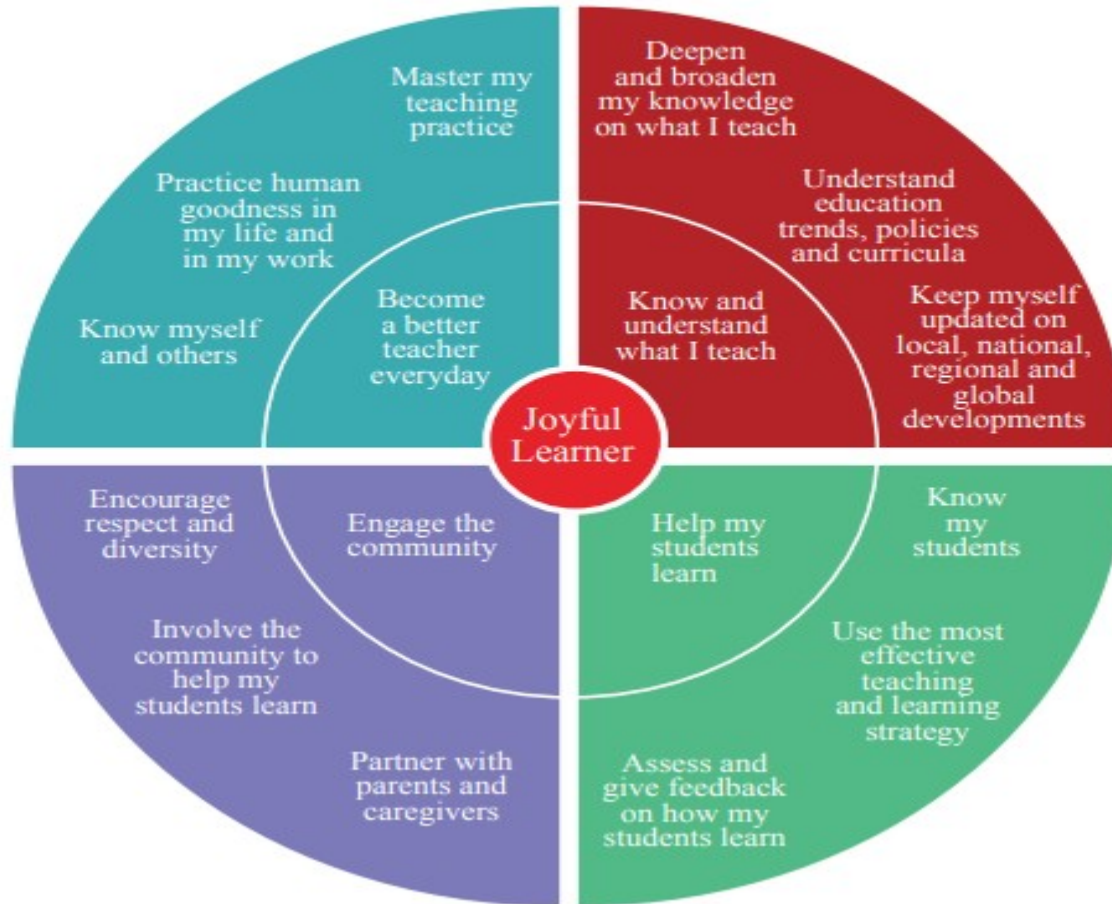 Master my
teaching
practice
Practice human
goodness in
my life and
in my work
Know myself
and others
Become
a better
teacher
everyday
Deepen
and broaden
my knowledge
on what I teach
Understand
education
trends, policies
and curricula
Keep myself
updated on
local, national,
regional and
global
developments
Know and
understand
what I teach
Joyful
Learner
Encourage
respect and
diversity
Involve the
community to
help my
students learn
Partner with
parents and
caregivers
Engage the
community
Help my
students
learn
Know
my
students
Use the most
effective
teaching
and learning
strategy
Assess and
give feedback
on how my
students learn